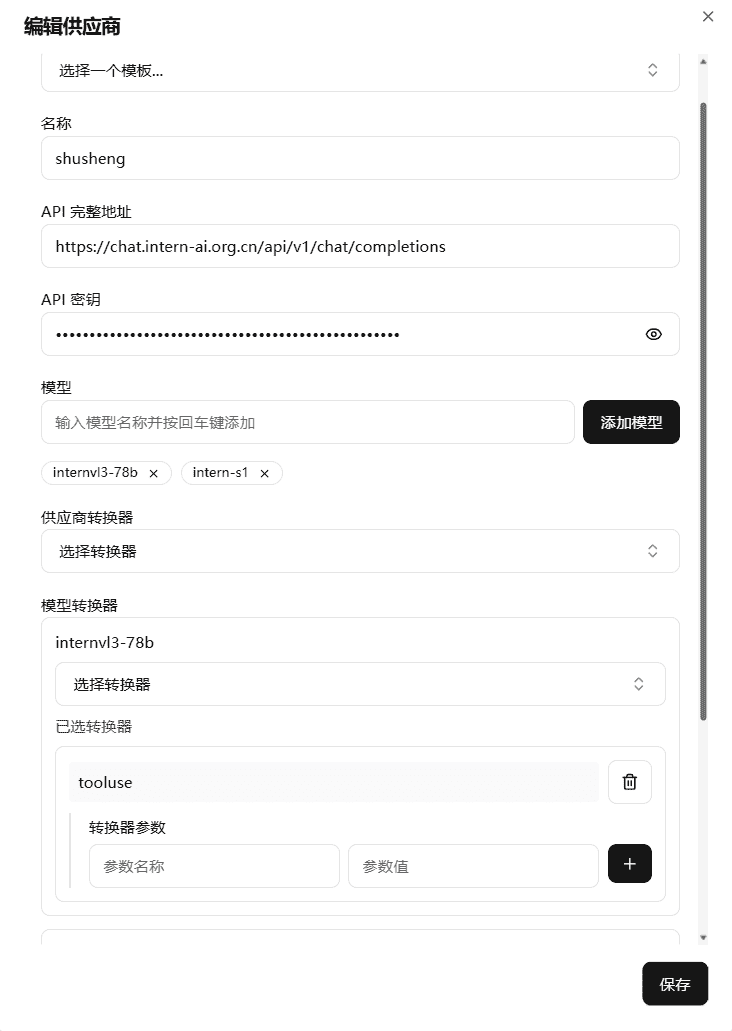 编辑供应商
选择一个模板...
名称
shusheng
API 完整地址
https://chat.intern-ai.org.cn/api/v1/chat/completions
API 密钥
••••••••••••••••••••••••••••••••••••••••••••••••••
模型
输入模型名称并按回车键添加
添加模型
internvl3-78b
intern-s1
供应商转换器
选择转换器
模型转换器
internvl3-78b
选择转换器
已选转换器
tooluse
转换器参数
参数名称
参数值
保存